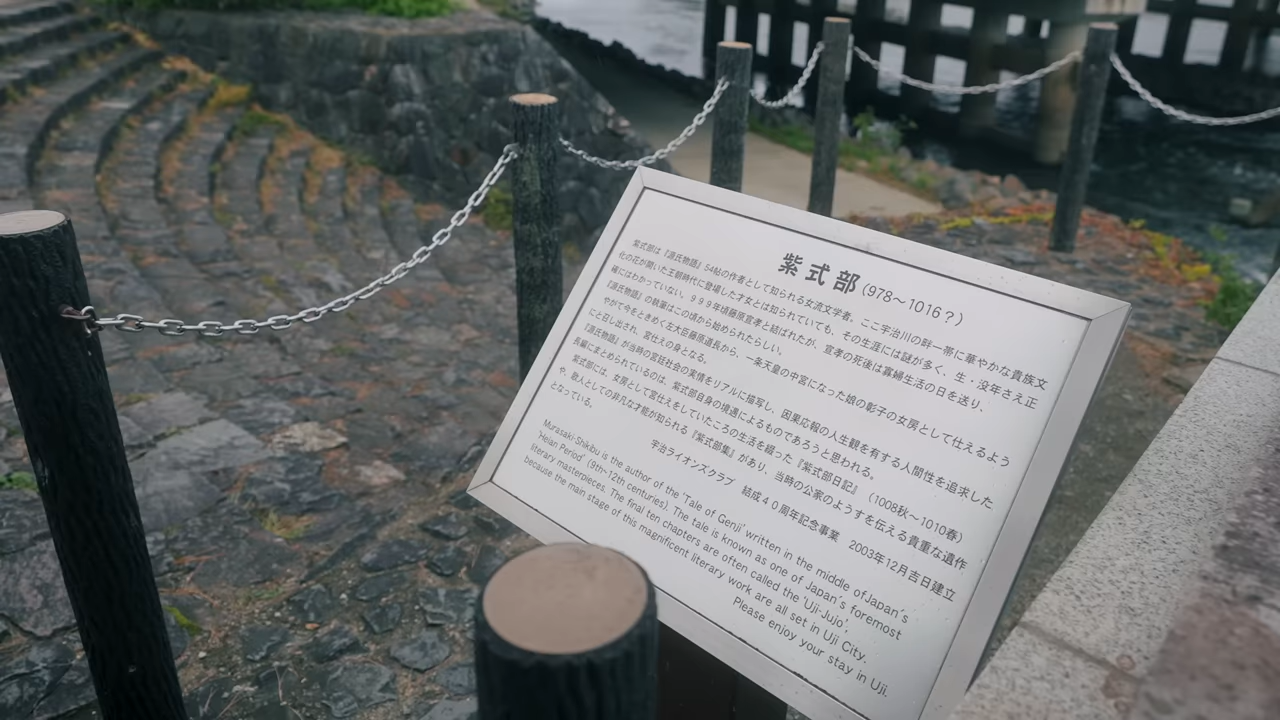 紫式部(978～1016？)
紫式部は『源氏物語』54帖の作者として知られる女流文学者。ここ宇治川の畔一帯に華やかな貴族文
化の花が開いた王朝時代に登場した才女とは知られていても、その生涯には謎が多く、生・没年さえ正
確にはわかっていない。９９９年頃藤原宣孝と結ばれたが、宣孝の死後は寡婦生活の日を送り、
『源氏物語』の執筆はこの頃から始められたらしい。
やがて今をときめく左大臣藤原道長から、一条天皇の中宮になった娘の彰子の女房として仕えるよう
にと召し出され、宮仕えの身となる。
『源氏物語』が当時の宮廷社会の実情をリアルに描写し、因果応報の人生観を有する人間性を追求した
長編にまとめられているのは、紫式部自身の境遇によるものであろうと思われる。
紫式部には、女房として宮仕えをしていたころの生活を綴った『紫式部日記』（1008秋～1010春）
や、歌人としての非凡な才能が知られる『紫式部集』があり、当時の公家のようすを伝える貴重な遺作
となっている。
宇治ライオンズクラブ　結成４０周年記念事業　2003年12月吉日建立
Murasaki-Shikibu is the author of the 'Tale of Genji' written in the middle of Japan's
'Heian Period' (9th~12th centuries). The tale is known as one of Japan's foremost
literary masterpieces. The final ten chapters are often called the 'Uji-Jujo',
because the main stage of this magnificent literary work are all set in Uji City.
Please enjoy your stay in Uji.